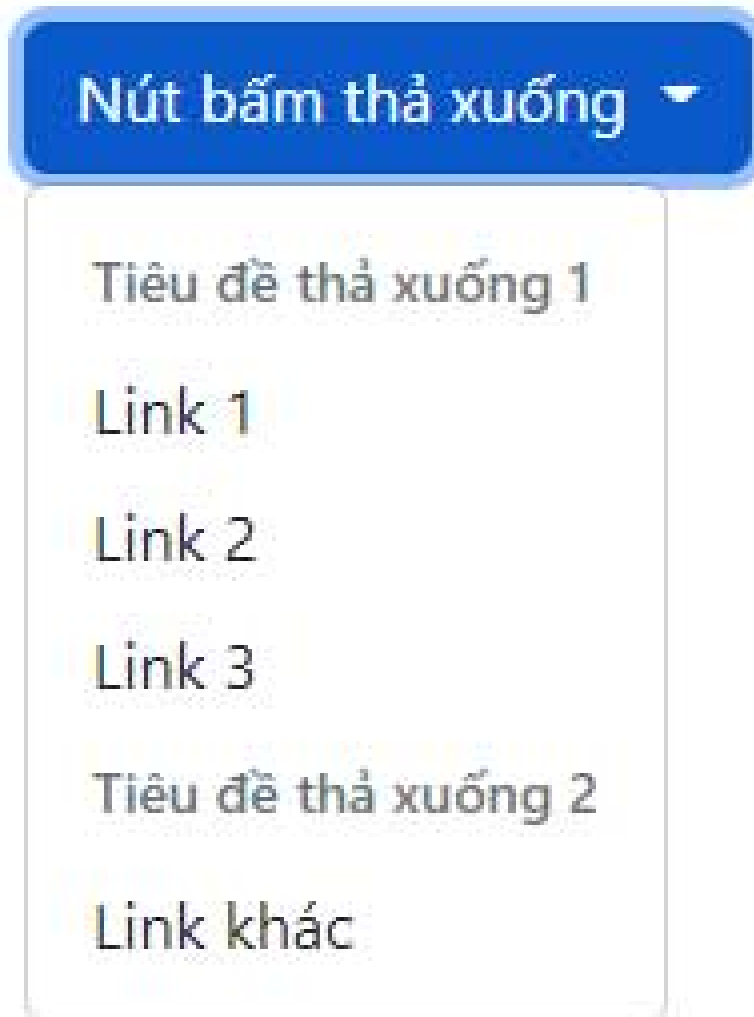 Nút bấm thả xuống
Tiêu đề thả xuống 1
Link 1
Link 2
Link 3
Tiêu đề thả xuống 2
Link khác